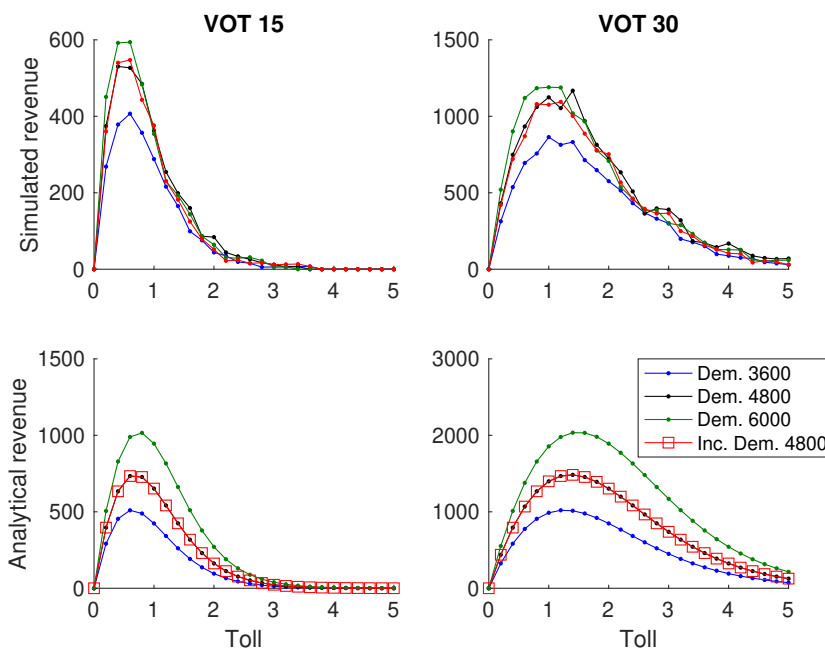 VOT 15
VOT 30
Simulated revenue
600
400
200
0
0 1 2 3 4 5
1500
1000
500
0
0 1 2 3 4 5
Analytical revenue
1500
1000
500
0
0 1 2 3 4 5
Toll
3000
2000
1000
0
0 1 2 3 4 5
Toll
Dem. 3600
Dem. 4800
Dem. 6000
Inc. Dem. 4800